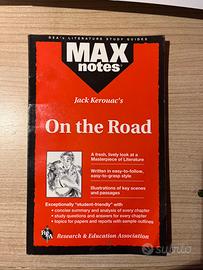 REA'S LITERATURE STUDY GUIDES
MAX
notes®
Jack Kerouac's
On the Road
• A fresh, lively look at a
Masterpiece of Literature
• Written in easy-to-follow,
easy-to-grasp style
• Illustrations of key scenes
and passages
Exceptionally "student-friendly" with
• concise summary and analysis of every chapter
• study questions and answers for every chapter
• topics for papers and reports with sample outlines
REA
Research & Education Association
subito